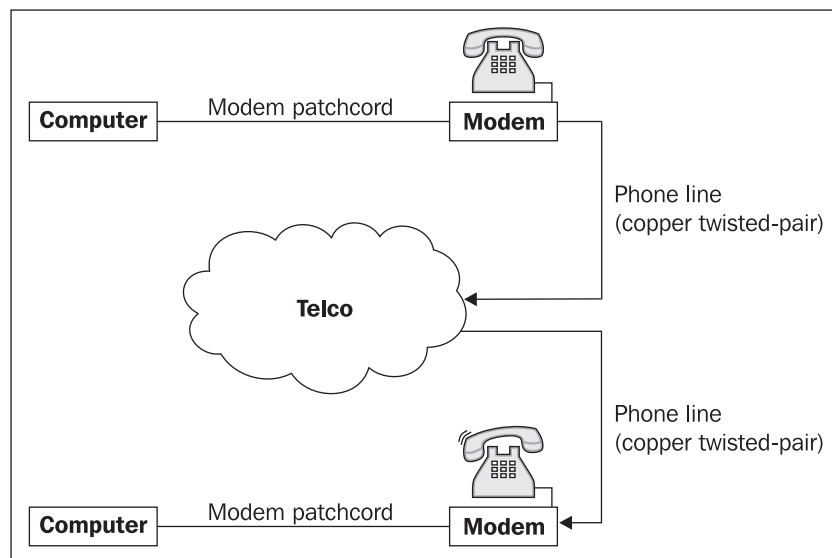 Computer
Modem patchcord
Modem
Phone line
(copper twisted-pair)
Telco
Phone line
(copper twisted-pair)
Computer
Modem patchcord
Modem